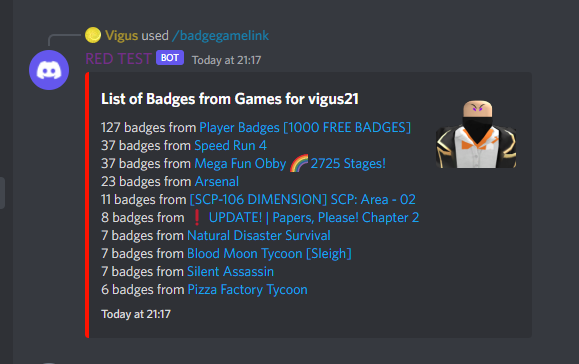 Vigus used /badgegamelink
RED TEST BOT Today at 21:17
List of Badges from Games for vigus21
127 badges from Player Badges [1000 FREE BADGES]
37 badges from Speed Run 4
37 badges from Mega Fun Obby 🌈 2725 Stages!
23 badges from Arsenal
11 badges from [SCP-106 DIMENSION] SCP: Area - 02
8 badges from ❗ UPDATE! | Papers, Please! Chapter 2
7 badges from Natural Disaster Survival
7 badges from Blood Moon Tycoon [Sleigh]
7 badges from Silent Assassin
6 badges from Pizza Factory Tycoon
Today at 21:17